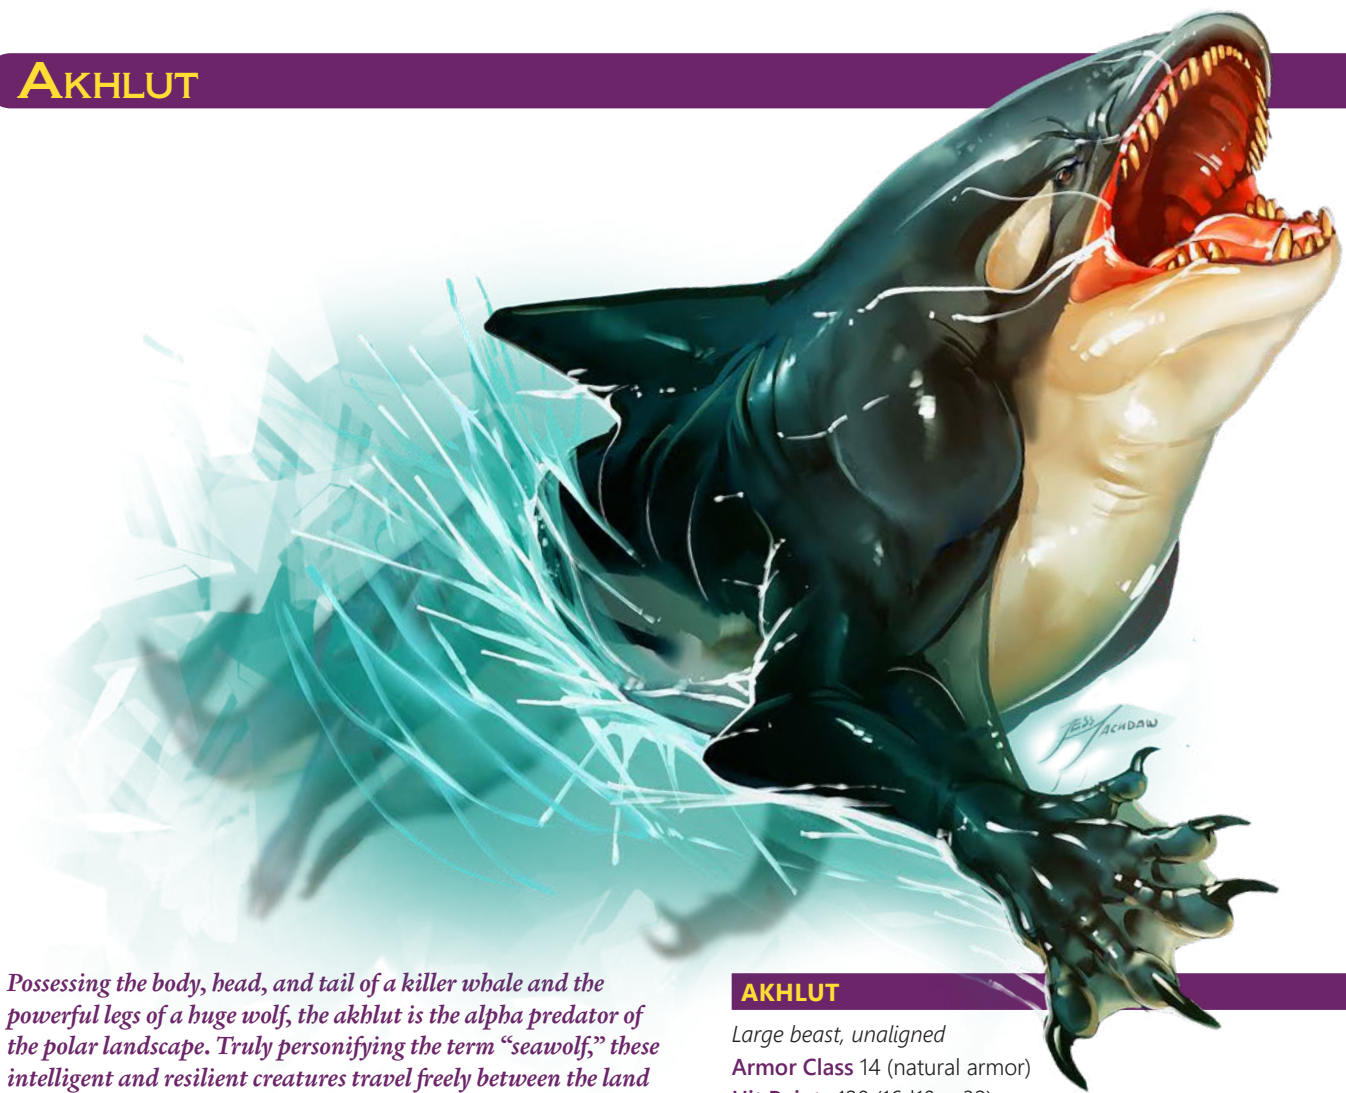 AKHLUT
Possessing the body, head, and tail of a killer whale and the
powerful legs of a huge wolf, the akhlut is the alpha predator of
the polar landscape. Truly personifying the term “seawolf,” these
intelligent and resilient creatures travel freely between the land
JESS JACKDAW
AKHLUT
Large beast, unaligned
Armor Class 14 (natural armor)